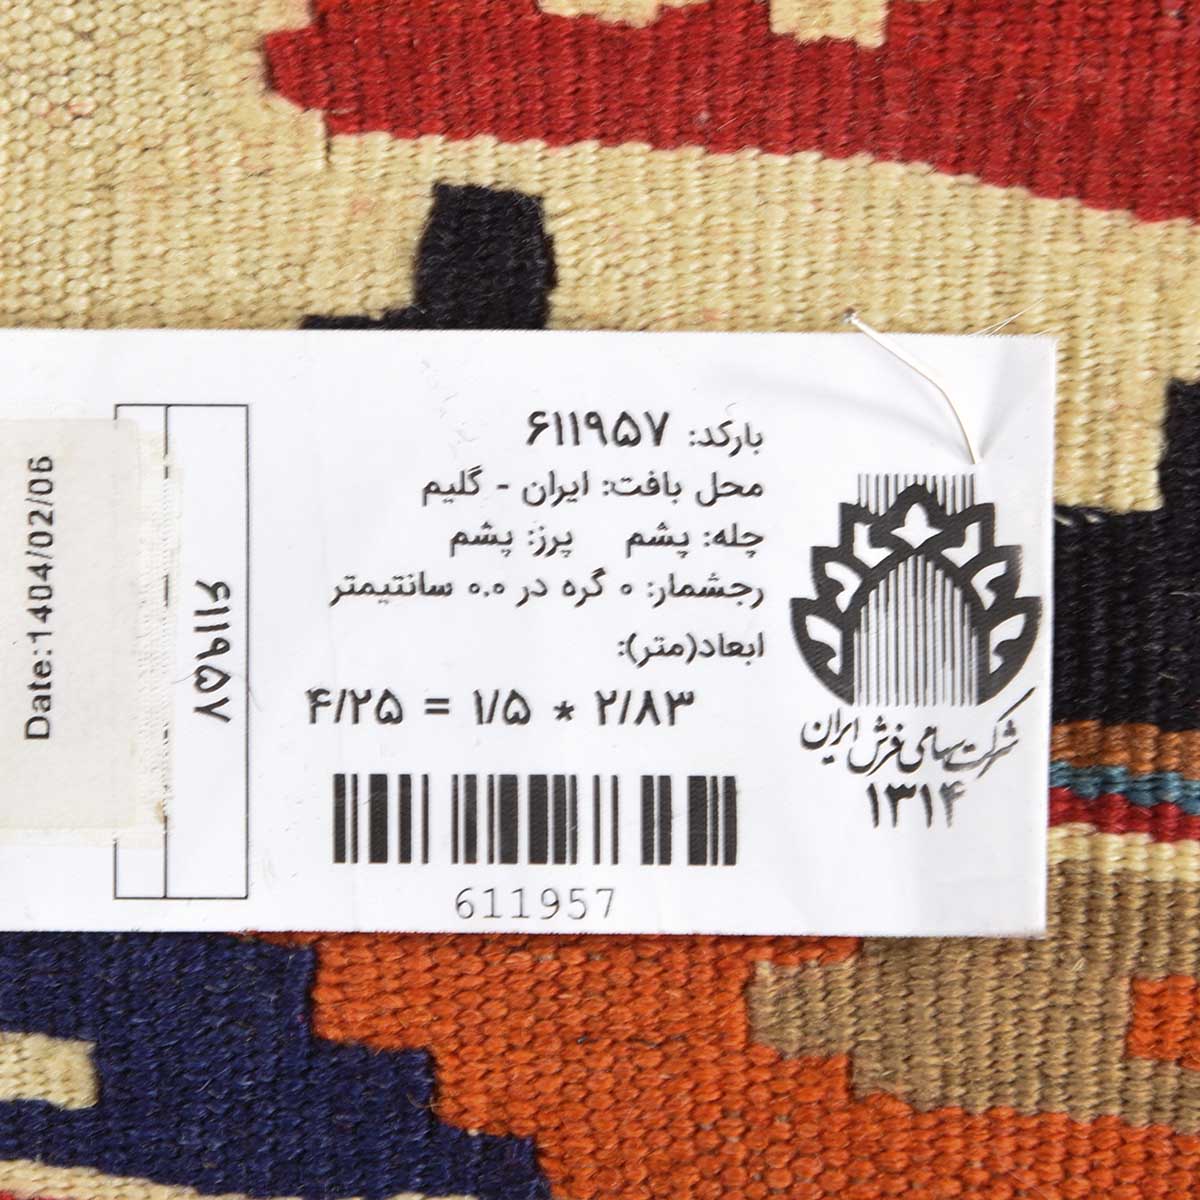 بارکد: ۶۱۱۹۵۷
محل بافت: ایران - گلیم
چله: پشم   پرز: پشم
رجشمار: ۰ گره در ۰.۰ سانتیمتر
ابعاد(متر):
۲/۸۳ * ۱/۵ = ۴/۲۵
611957
شرکت سهامی فرش ایران
۱۳۱۴
۶۱۱۹۵۷
Date:1404/02/06